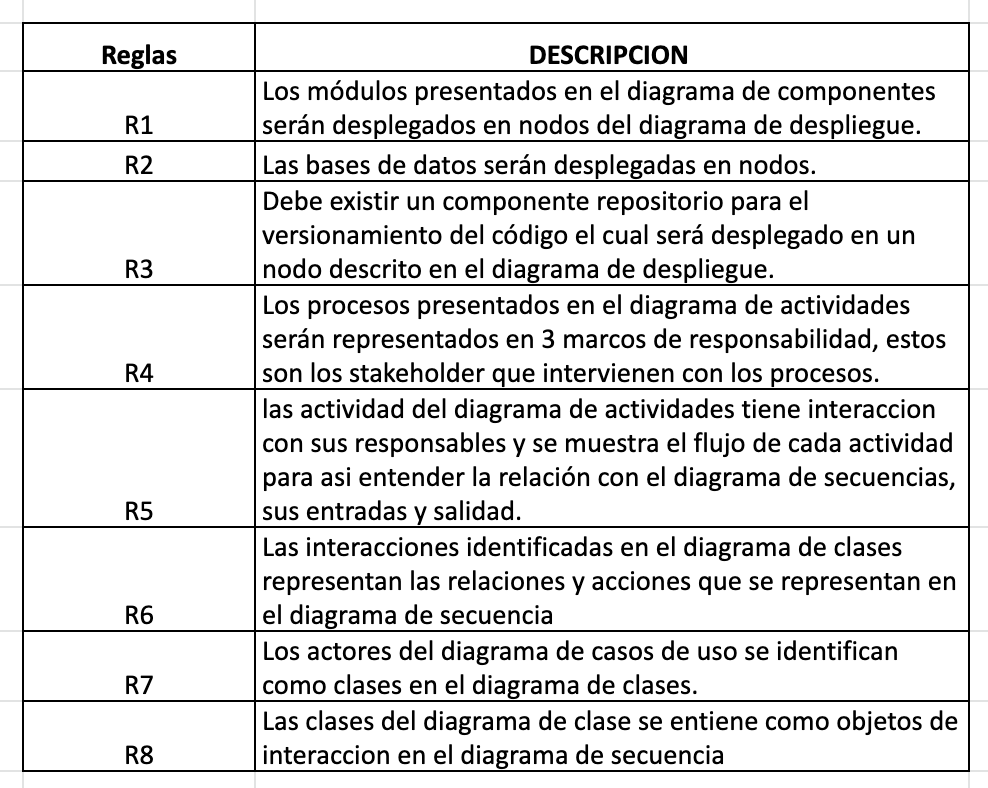 Reglas
DESCRIPCION
R1
Los módulos presentados en el diagrama de componentes
serán desplegados en nodos del diagrama de despliegue.
R2
Las bases de datos serán desplegadas en nodos.
R3
Debe existir un componente repositorio para el
versionamiento del código el cual será desplegado en un
nodo descrito en el diagrama de despliegue.
R4
Los procesos presentados en el diagrama de actividades
serán representados en 3 marcos de responsabilidad, estos
son los stakeholder que intervienen con los procesos.
R5
las actividad del diagrama de actividades tiene interaccion
con sus responsables y se muestra el flujo de cada actividad
para asi entender la relación con el diagrama de secuencias,
sus entradas y salidad.
R6
Las interacciones identificadas en el diagrama de clases
representan las relaciones y acciones que se representan en
el diagrama de secuencia
R7
Los actores del diagrama de casos de uso se identifican
como clases en el diagrama de clases.
R8
Las clases del diagrama de clase se entiene como objetos de
interaccion en el diagrama de secuencia